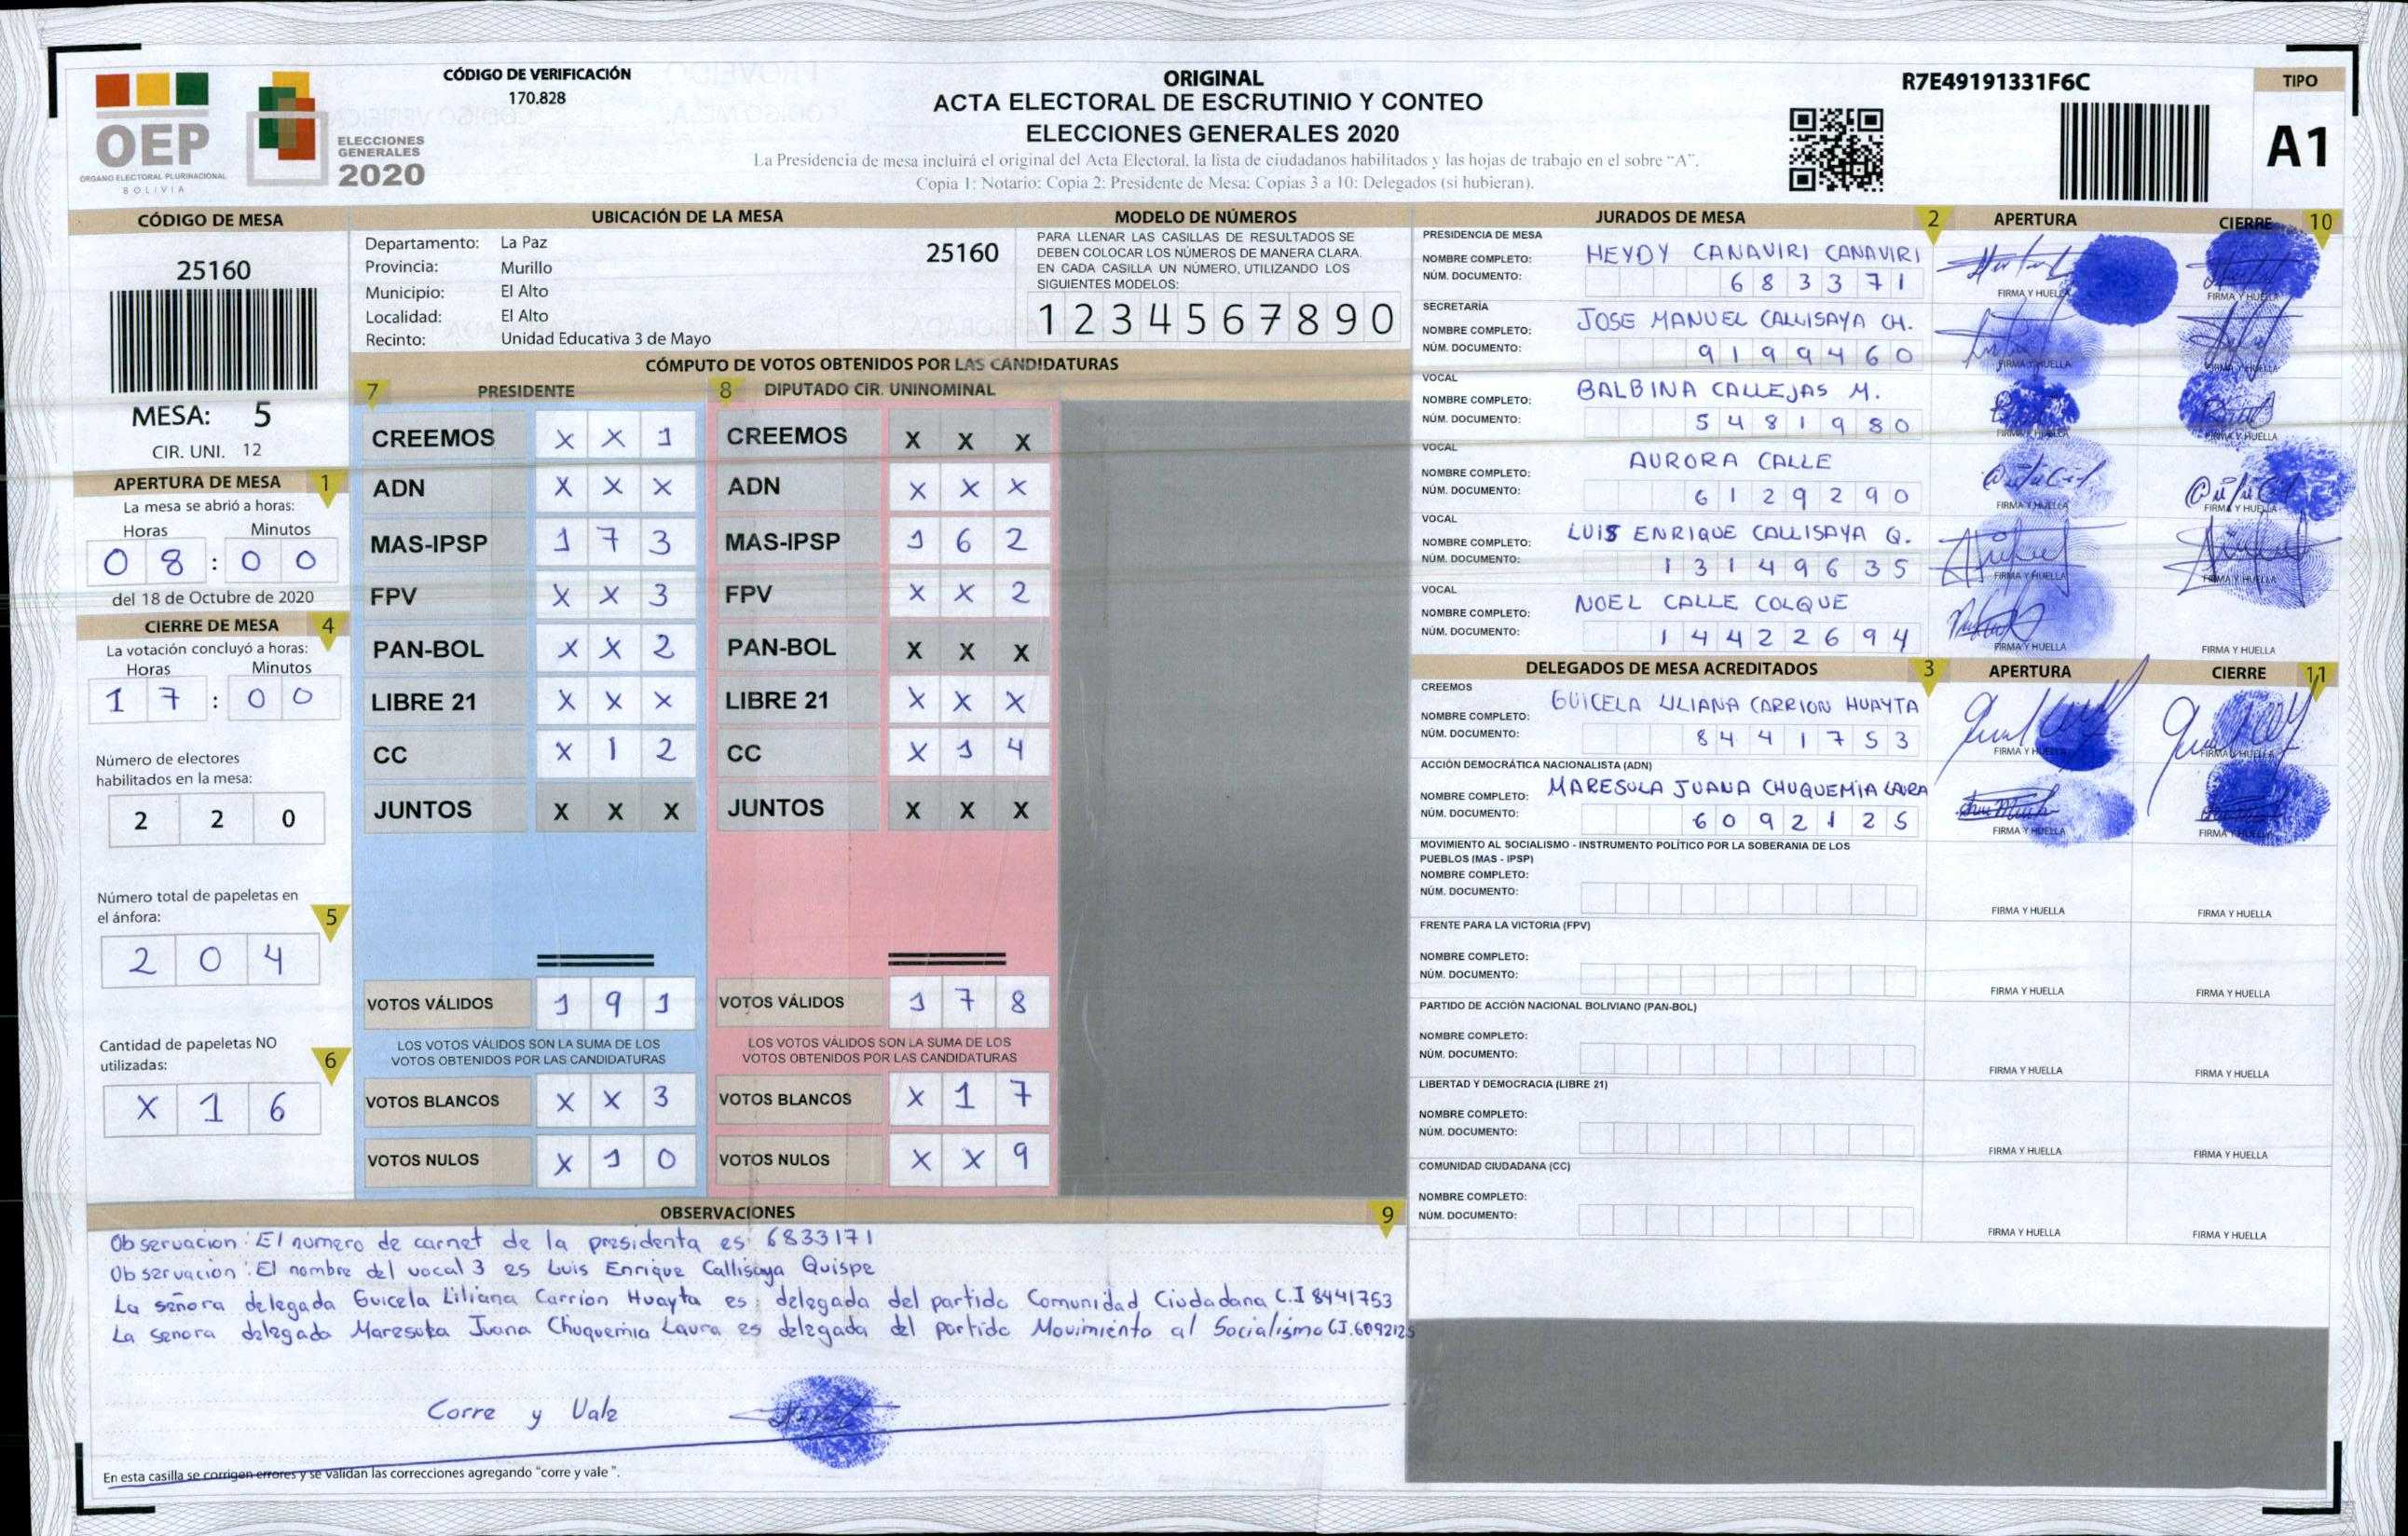 CÓDIGO DE VERIFICACIÓN
170.828
ORIGINAL
ACTA ELECTORAL DE ESCRUTINIO Y CONTEO
ELECCIONES GENERALES 2020
La Presidencia de mesa incluirá el original del Acta Electoral, la lista de ciudadanos habilitados y las hojas de trabajo en el sobre "A".
Copia 1: Notario: Copia 2: Presidente de Mesa: Copias 3 a 10: Delegados (si hubieran).
R7E49191331F6C
TIPO
A1
OEP
ORGANO ELECTORAL PLURINACIONAL
BOLIVIA
ELECCIONES
GENERALES
2020
CÓDIGO DE MESA
25160
MESA: 5
CIR. UNI. 12
APERTURA DE MESA 1
La mesa se abrió a horas:
Horas Minutos
0 8 : 0 0
del 18 de Octubre de 2020
CIERRE DE MESA 4
La votación concluyó a horas:
Horas Minutos
1 7 : 0 0
Número de electores
habilitados en la mesa:
2 2 0
Número total de papeletas en
el ánfora: 5
2 0 4
Cantidad de papeletas NO
utilizadas: 6
X 1 6
UBICACIÓN DE LA MESA
Departamento: La Paz 25160
Provincia: Murillo
Municipio: El Alto
Localidad: El Alto
Recinto: Unidad Educativa 3 de Mayo
MODELO DE NÚMEROS
PARA LLENAR LAS CASILLAS DE RESULTADOS SE
DEBEN COLOCAR LOS NÚMEROS DE MANERA CLARA.
EN CADA CASILLA UN NÚMERO, UTILIZANDO LOS
SIGUIENTES MODELOS:
1 2 3 4 5 6 7 8 9 0
CÓMPUTO DE VOTOS OBTENIDOS POR LAS CANDIDATURAS
7 PRESIDENTE
CREEMOS X X 1
ADN X X X
MAS-IPSP 1 7 3
FPV X X 3
PAN-BOL X X 2
LIBRE 21 X X X
CC X 1 2
JUNTOS X X X
VOTOS VÁLIDOS 1 9 1
LOS VOTOS VÁLIDOS SON LA SUMA DE LOS
VOTOS OBTENIDOS POR LAS CANDIDATURAS
VOTOS BLANCOS X X 3
VOTOS NULOS X 1 0
8 DIPUTADO CIR. UNINOMINAL
CREEMOS X X X
ADN X X X
MAS-IPSP 1 6 2
FPV X X 2
PAN-BOL X X X
LIBRE 21 X X X
CC X 1 4
JUNTOS X X X
VOTOS VÁLIDOS 1 7 8
LOS VOTOS VÁLIDOS SON LA SUMA DE LOS
VOTOS OBTENIDOS POR LAS CANDIDATURAS
VOTOS BLANCOS X 1 7
VOTOS NULOS X X 9
JURADOS DE MESA 2 APERTURA CIERRE 10
PRESIDENCIA DE MESA
NOMBRE COMPLETO: HEYDY CANAVIRI CANAVIRI
NÚM. DOCUMENTO: 6 8 3 3 7 1
FIRMA Y HUELLA FIRMA Y HUELLA
SECRETARÍA
NOMBRE COMPLETO: JOSE MANUEL CALLISAYA CH.
NÚM. DOCUMENTO: 9 1 9 9 4 6 0
FIRMA Y HUELLA FIRMA Y HUELLA
VOCAL
NOMBRE COMPLETO: BALBINA CALLEJAS M.
NÚM. DOCUMENTO: 5 4 8 1 9 8 0
FIRMA Y HUELLA FIRMA Y HUELLA
VOCAL
NOMBRE COMPLETO: AURORA CALLE
NÚM. DOCUMENTO: 6 1 2 9 2 9 0
FIRMA Y HUELLA FIRMA Y HUELLA
VOCAL
NOMBRE COMPLETO: LUIS ENRIQUE CALLISAYA Q.
NÚM. DOCUMENTO: 1 3 1 4 9 6 3 5
FIRMA Y HUELLA FIRMA Y HUELLA
VOCAL
NOMBRE COMPLETO: NOEL CALLE COLQUE
NÚM. DOCUMENTO: 1 4 4 2 2 6 9 4
FIRMA Y HUELLA FIRMA Y HUELLA
DELEGADOS DE MESA ACREDITADOS 3 APERTURA CIERRE 11
CREEMOS
NOMBRE COMPLETO: GUICELA LILIANA CARRION HUAYTA
NÚM. DOCUMENTO: 8 4 4 1 7 5 3
FIRMA Y HUELLA FIRMA Y HUELLA
ACCIÓN DEMOCRÁTICA NACIONALISTA (ADN)
NOMBRE COMPLETO: MARESULA JUANA CHUQUEMIA LAURA
NÚM. DOCUMENTO: 6 0 9 2 1 2 5
FIRMA Y HUELLA FIRMA Y HUELLA
MOVIMIENTO AL SOCIALISMO - INSTRUMENTO POLÍTICO POR LA SOBERANIA DE LOS
PUEBLOS (MAS - IPSP)
NOMBRE COMPLETO:
NÚM. DOCUMENTO:
FIRMA Y HUELLA FIRMA Y HUELLA
FRENTE PARA LA VICTORIA (FPV)
NOMBRE COMPLETO:
NÚM. DOCUMENTO:
FIRMA Y HUELLA FIRMA Y HUELLA
PARTIDO DE ACCIÓN NACIONAL BOLIVIANO (PAN-BOL)
NOMBRE COMPLETO:
NÚM. DOCUMENTO:
FIRMA Y HUELLA FIRMA Y HUELLA
LIBERTAD Y DEMOCRACIA (LIBRE 21)
NOMBRE COMPLETO:
NÚM. DOCUMENTO:
FIRMA Y HUELLA FIRMA Y HUELLA
COMUNIDAD CIUDADANA (CC)
NOMBRE COMPLETO:
NÚM. DOCUMENTO:
FIRMA Y HUELLA FIRMA Y HUELLA
OBSERVACIONES 9
Observacion: El numero de carnet de la presidenta es 6833171
Observacion: El nombre del vocal 3 es Luis Enrique Callisaya Quispe
La señora delegada Guicela Liliana Carrion Huayta es delegada del partido Comunidad Ciudadana C.I 8441753
La senora delegada Juana Chuquemia Laura es delegada del partido Movimiento al Socialismo C.I.6092125
Corre y Vale
En esta casilla se corrigen errores y se validan las correcciones agregando "corre y vale".